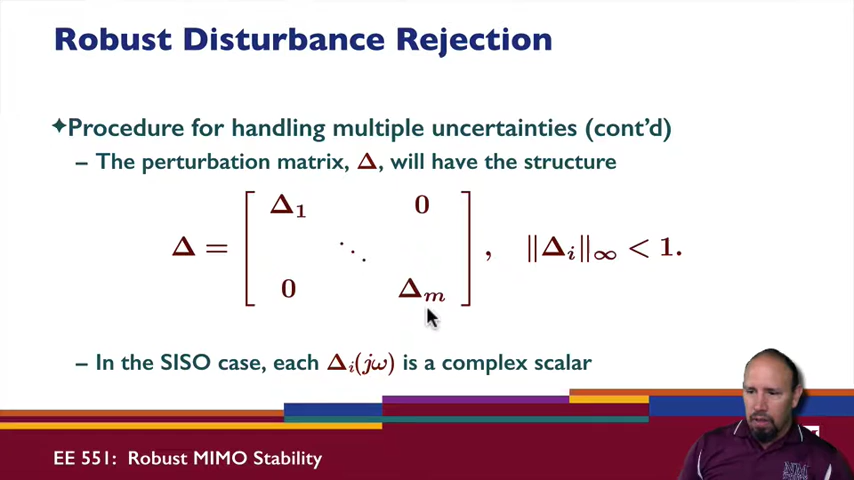 Robust Disturbance Rejection
✦Procedure for handling multiple uncertainties (cont'd)
– The perturbation matrix, Δ, will have the structure
Δ = [ Δ₁ 0 ⋱ 0 Δₘ ] , ‖Δᵢ‖∞ < 1.
– In the SISO case, each Δᵢ(jω) is a complex scalar
EE 551: Robust MIMO Stability